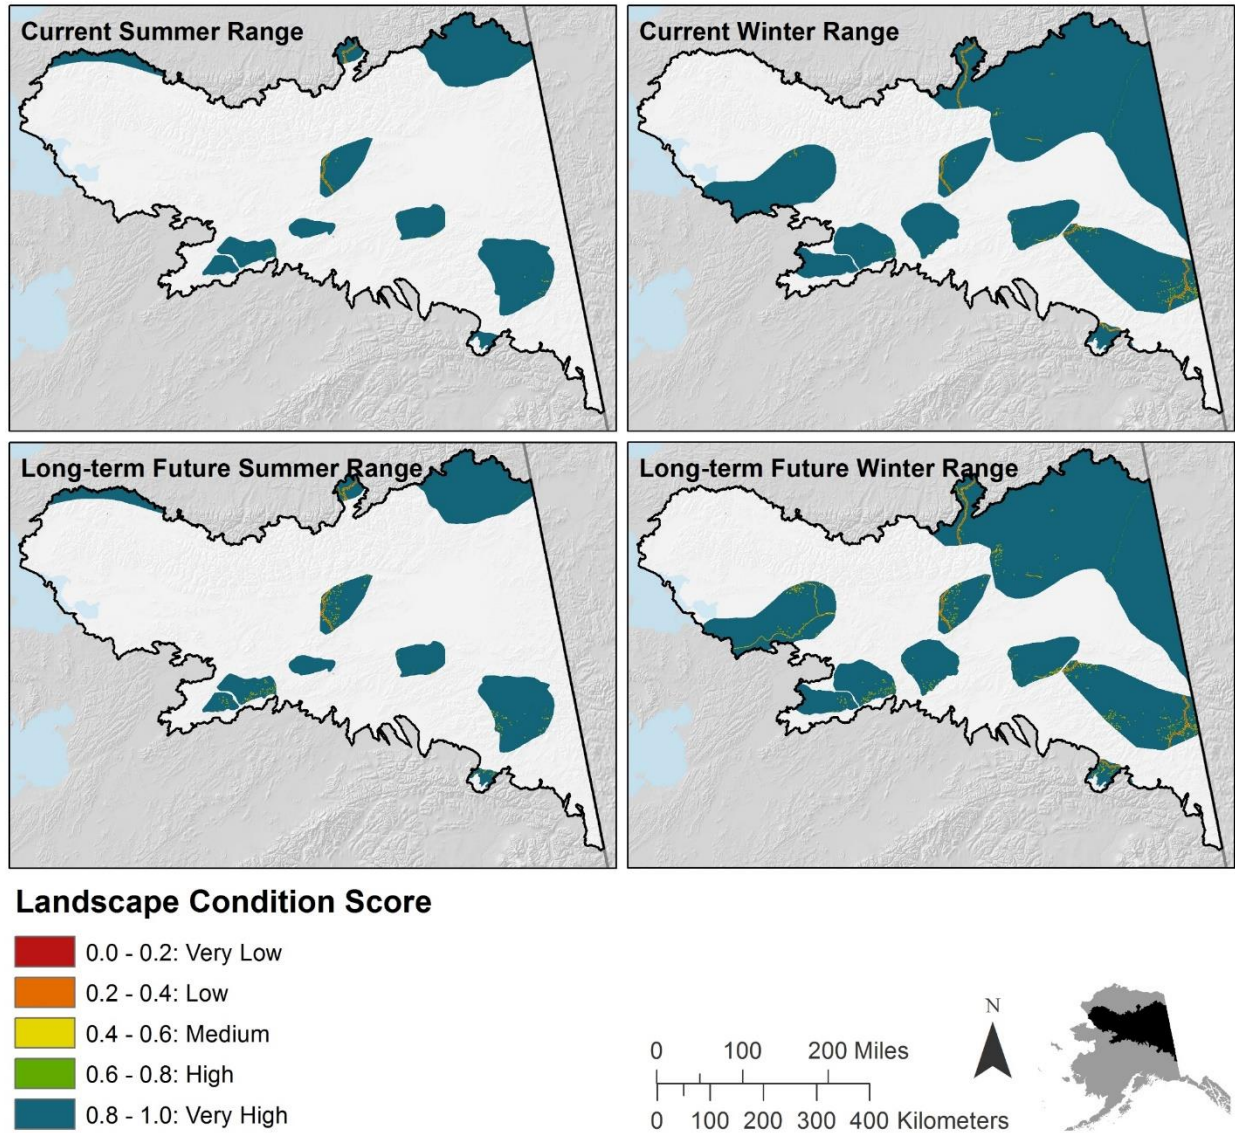 Current Summer Range
Current Winter Range
Long-term Future Summer Range
Long-term Future Winter Range
Landscape Condition Score
0.0 - 0.2: Very Low
0.2 - 0.4: Low
0.4 - 0.6: Medium
0.6 - 0.8: High
0.8 - 1.0: Very High
0 100 200 Miles
0 100 200 300 400 Kilometers
N